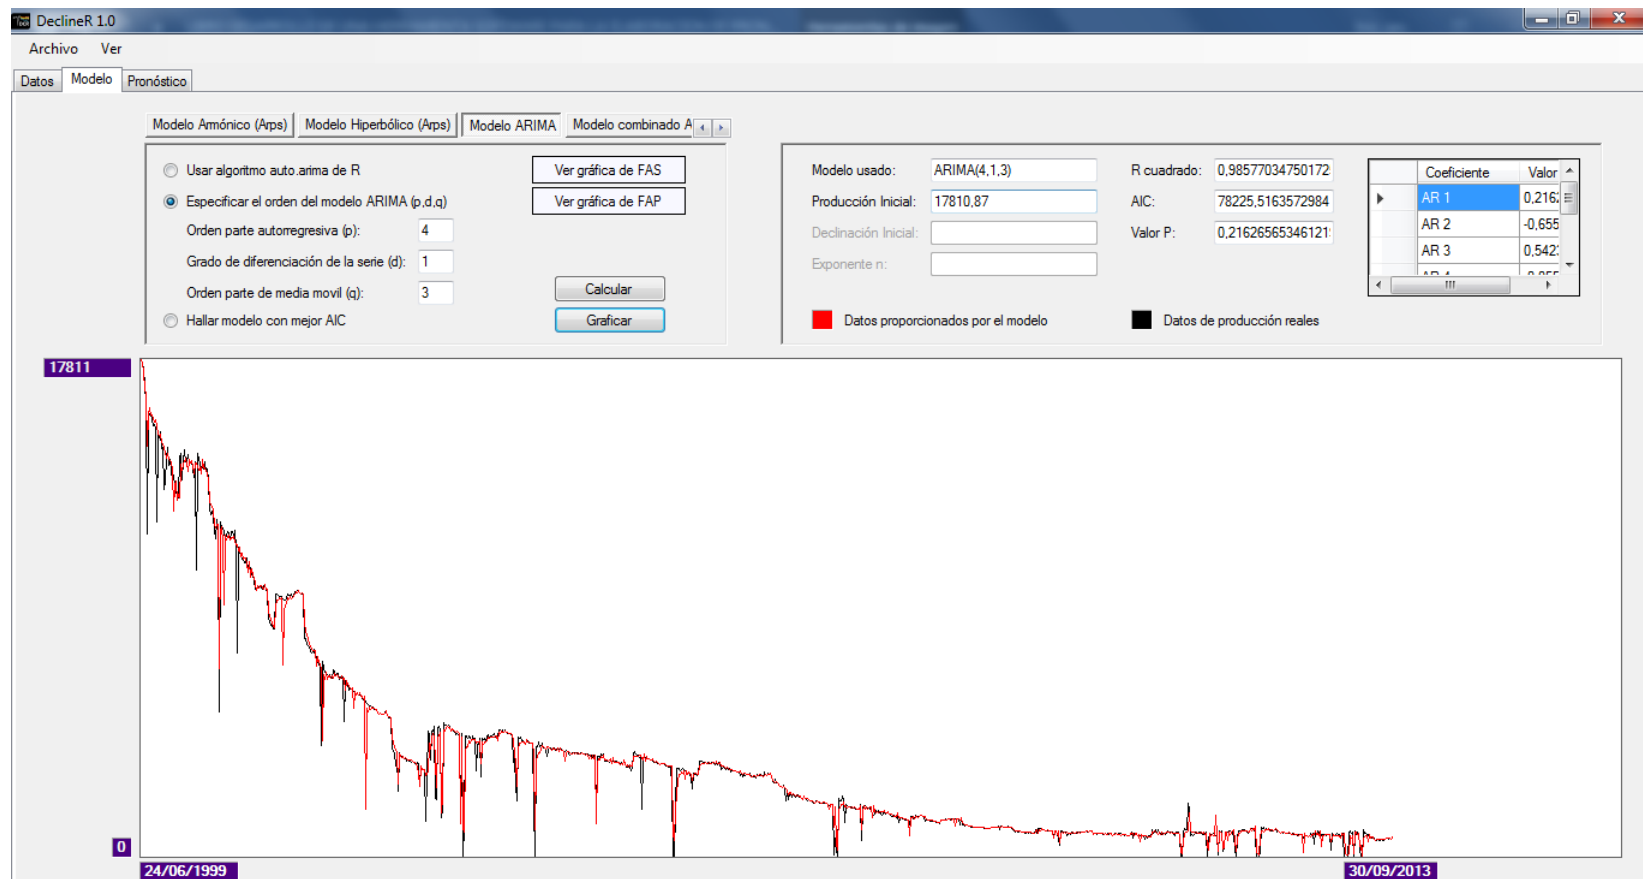 DeclineR 1.0
Archivo Ver
Datos Modelo Pronóstico
Modelo Armónico (Arps) Modelo Hiperbólico (Arps) Modelo ARIMA Modelo combinado A
Usar algoritmo auto.arima de R
Ver gráfica de FAS
Especificar el orden del modelo ARIMA (p,d,q)
Ver gráfica de FAP
Orden parte autorregresiva (p): 4
Grado de diferenciación de la serie (d): 1
Orden parte de media movil (q): 3
Calcular
Hallar modelo con mejor AIC
Graficar
Modelo usado: ARIMA(4,1,3)
R cuadrado: 0,98577034750172
Producción Inicial: 17810,87
AIC: 78225,5163572984
Declinación Inicial:
Valor P: 0,21626565346121
Exponente n:
Coeficiente Valor
AR 1 0,216
AR 2 -0,655
AR 3 0,542
Datos proporcionados por el modelo
Datos de producción reales
17811
0
24/06/1999
30/09/2013